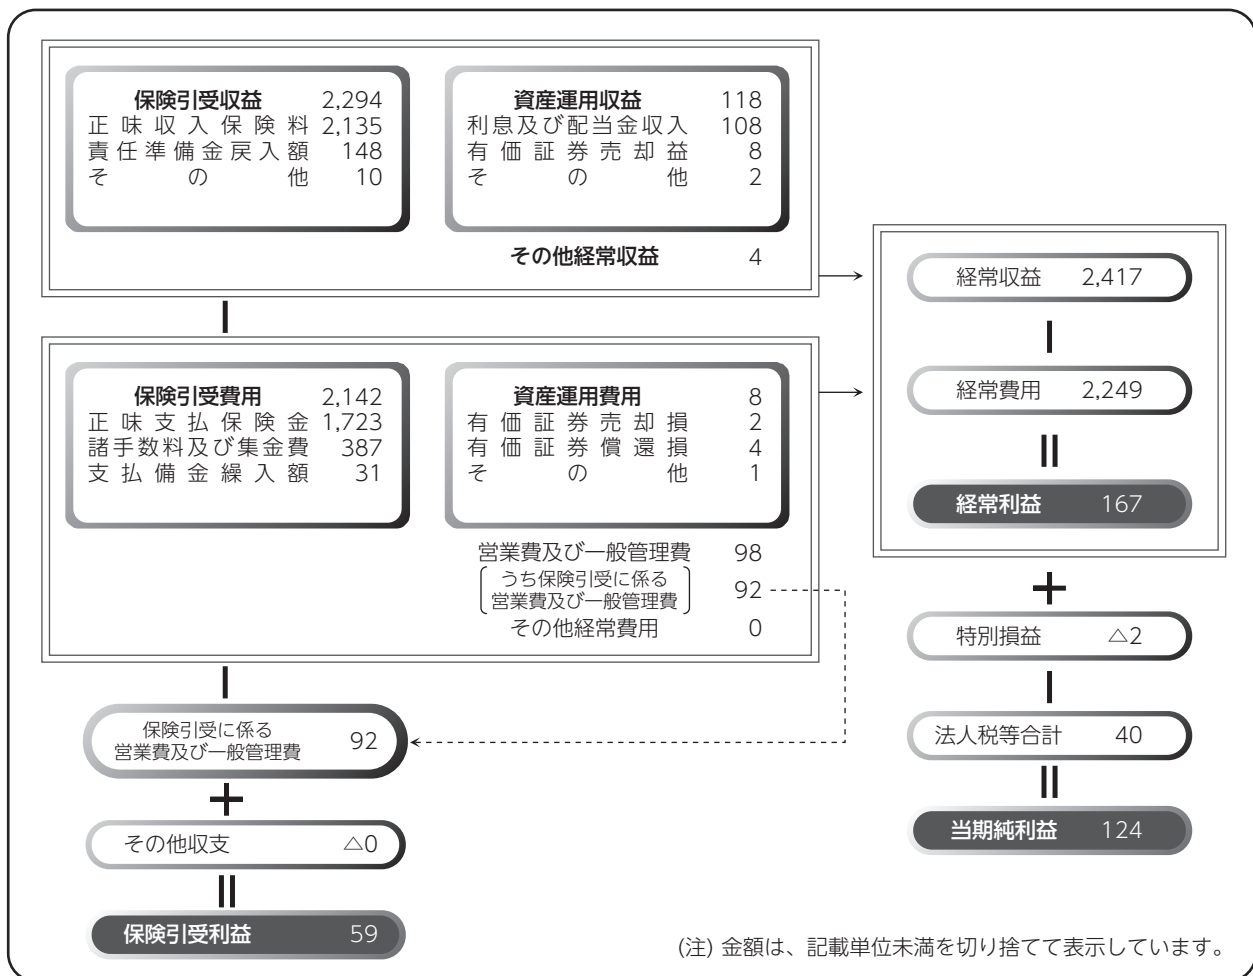 保険引受収益 2,294
正味収入保険料 2,135
責任準備金戻入額 148
その他 10
資産運用収益 118
利息及び配当金収入 108
有価証券売却益 8
その他 2
その他経常収益 4
保険引受費用 2,142
正味支払保険金 1,723
諸手数料及び集金費 387
支払備金繰入額 31
資産運用費用 8
有価証券売却損 2
有価証券償還損 4
その他 1
営業費及び一般管理費 98
うち保険引受に係る
営業費及び一般管理費 92
その他経常費用 0
保険引受に係る
営業費及び一般管理費 92
+
その他収支 △0
保険引受利益 59
経常収益 2,417
経常費用 2,249
経常利益 167
+
特別損益 △2
法人税等合計 40
当期純利益 124
(注) 金額は、記載単位未満を切り捨てて表示しています。